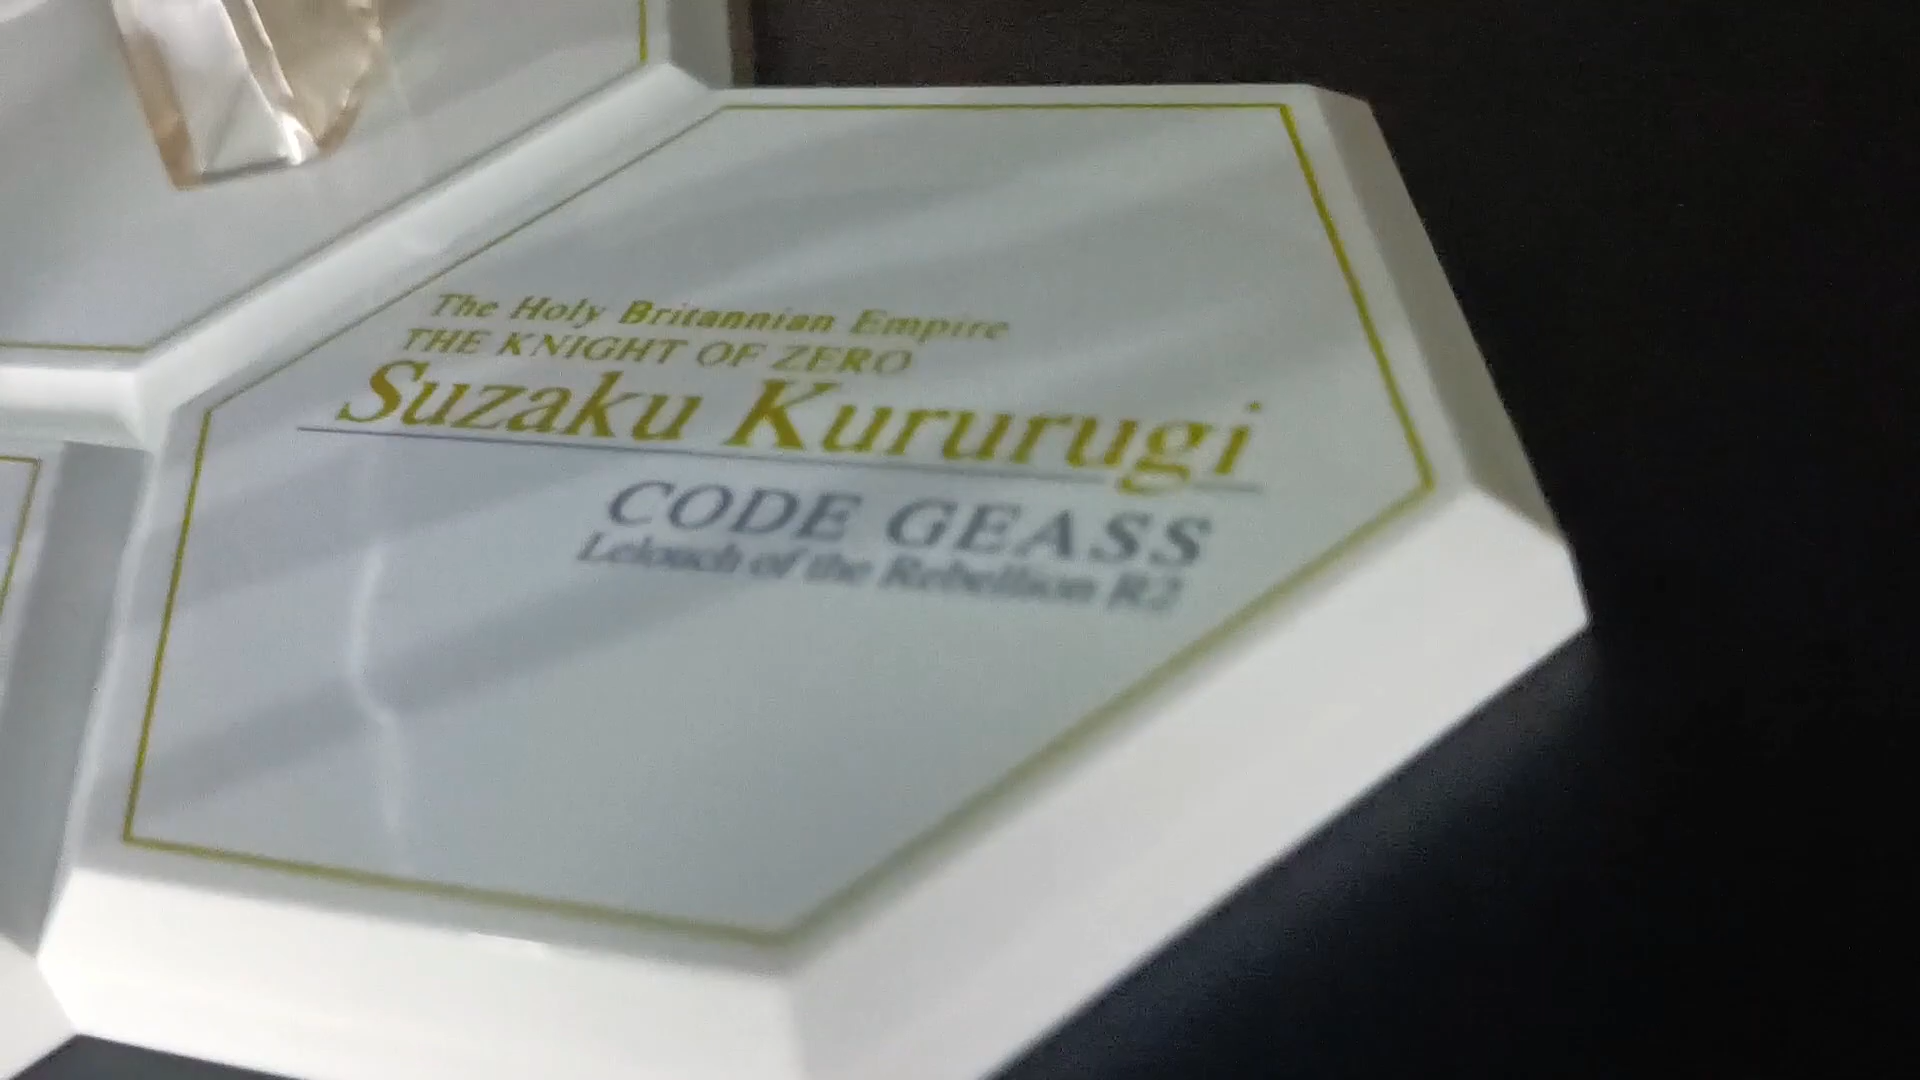 The Holy Britannian Empire
THE KNIGHT OF ZERO
Suzaku Kururugi
CODE GEASS
Lelouch of the Rebellion R2